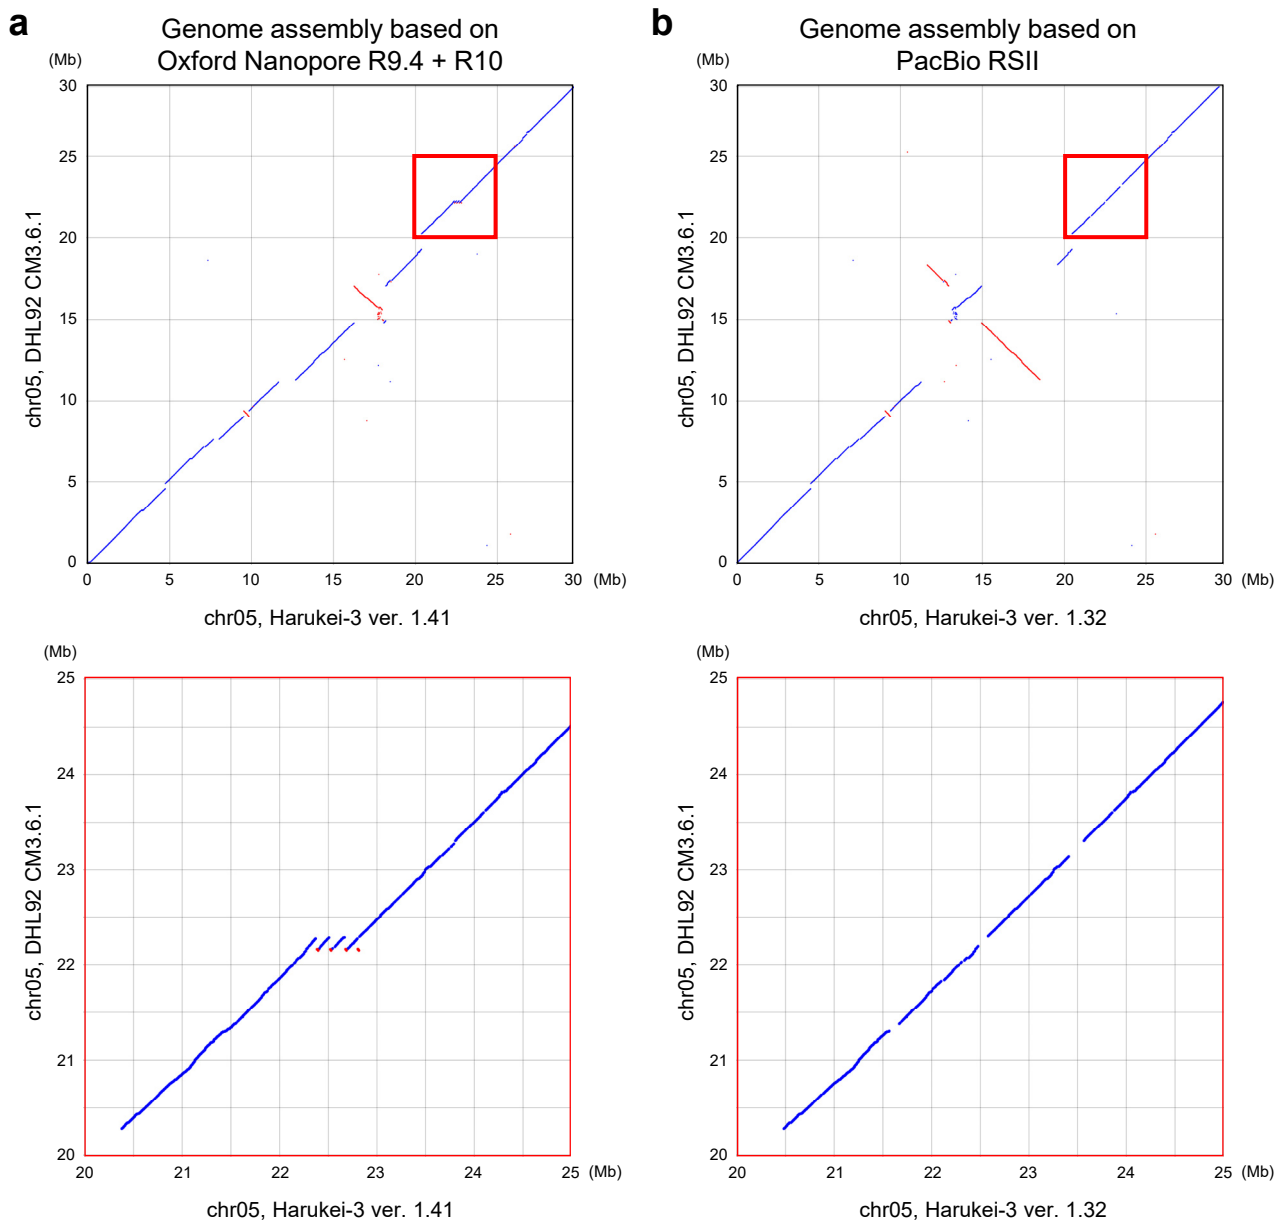 a
Genome assembly based on
Oxford Nanopore R9.4 + R10
(Mb)
30
25
20
15
10
5
0
chr05, DHL92 CM3.6.1
0 5 10 15 20 25 30 (Mb)
chr05, Harukei-3 ver. 1.41
b
Genome assembly based on
PacBio RSII
(Mb)
30
25
20
15
10
5
0
chr05, DHL92 CM3.6.1
0 5 10 15 20 25 30 (Mb)
chr05, Harukei-3 ver. 1.32
(Mb)
25
24
23
22
21
20
chr05, DHL92 CM3.6.1
20 21 22 23 24 25 (Mb)
chr05, Harukei-3 ver. 1.41
(Mb)
25
24
23
22
21
20
chr05, DHL92 CM3.6.1
20 21 22 23 24 25 (Mb)
chr05, Harukei-3 ver. 1.32